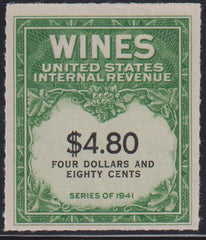 WINES
UNITED STATES
INTERNAL REVENUE
$4.80
FOUR DOLLARS AND
EIGHTY CENTS
SERIES OF 1941